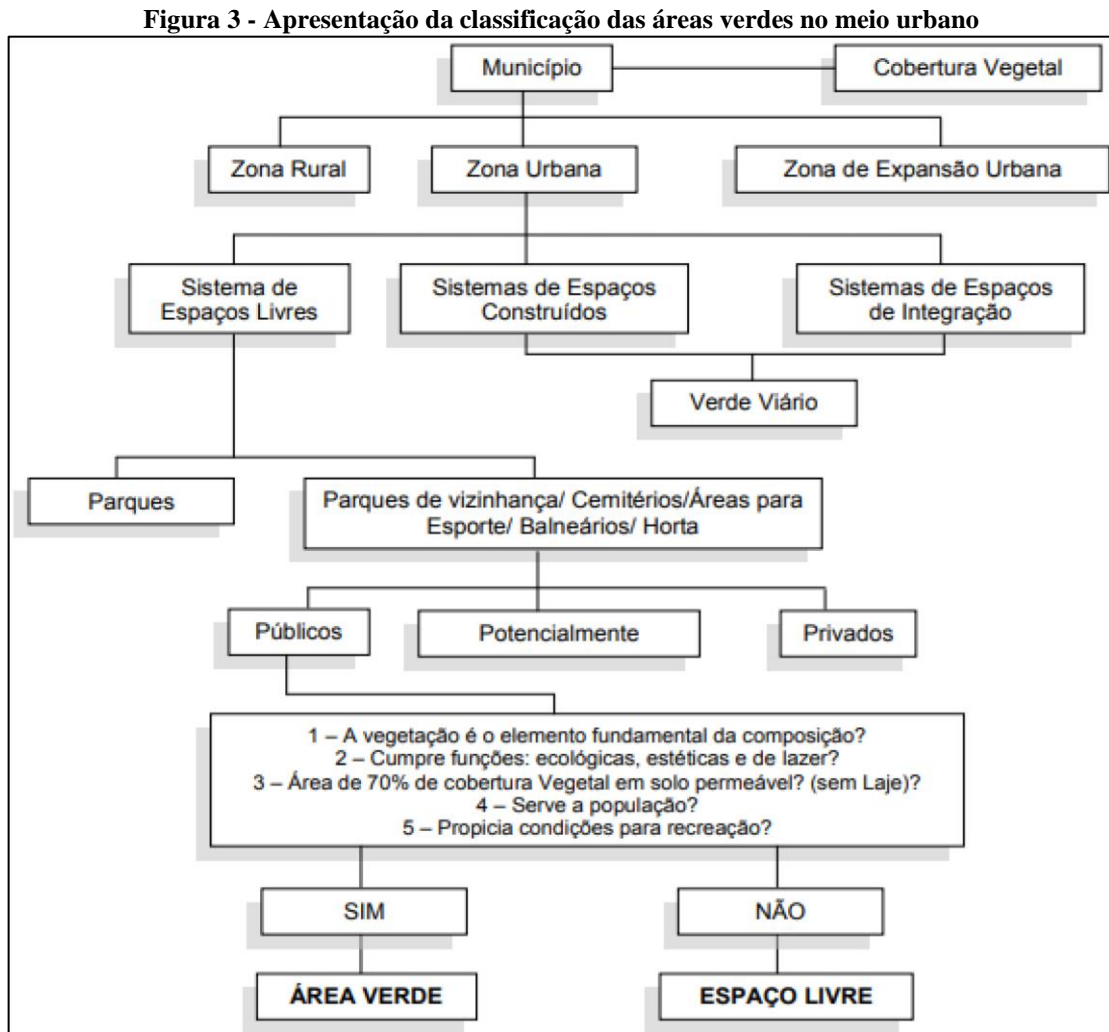 Figura 3 - Apresentação da classificação das áreas verdes no meio urbano
Município
Cobertura Vegetal
Zona Rural
Zona Urbana
Zona de Expansão Urbana
Sistema de
Espaços Livres
Sistemas de Espaços
Construídos
Sistemas de Espaços
de Integração
Verde Viário
Parques
Parques de vizinhança/ Cemitérios/Áreas para
Esporte/ Balneários/ Horta
Públicos
Potencialmente
Privados
1 – A vegetação é o elemento fundamental da composição?
2 – Cumpre funções: ecológicas, estéticas e de lazer?
3 – Área de 70% de cobertura Vegetal em solo permeável? (sem Laje)?
4 – Serve a população?
5 – Propicia condições para recreação?
SIM
NÃO
ÁREA VERDE
ESPAÇO LIVRE